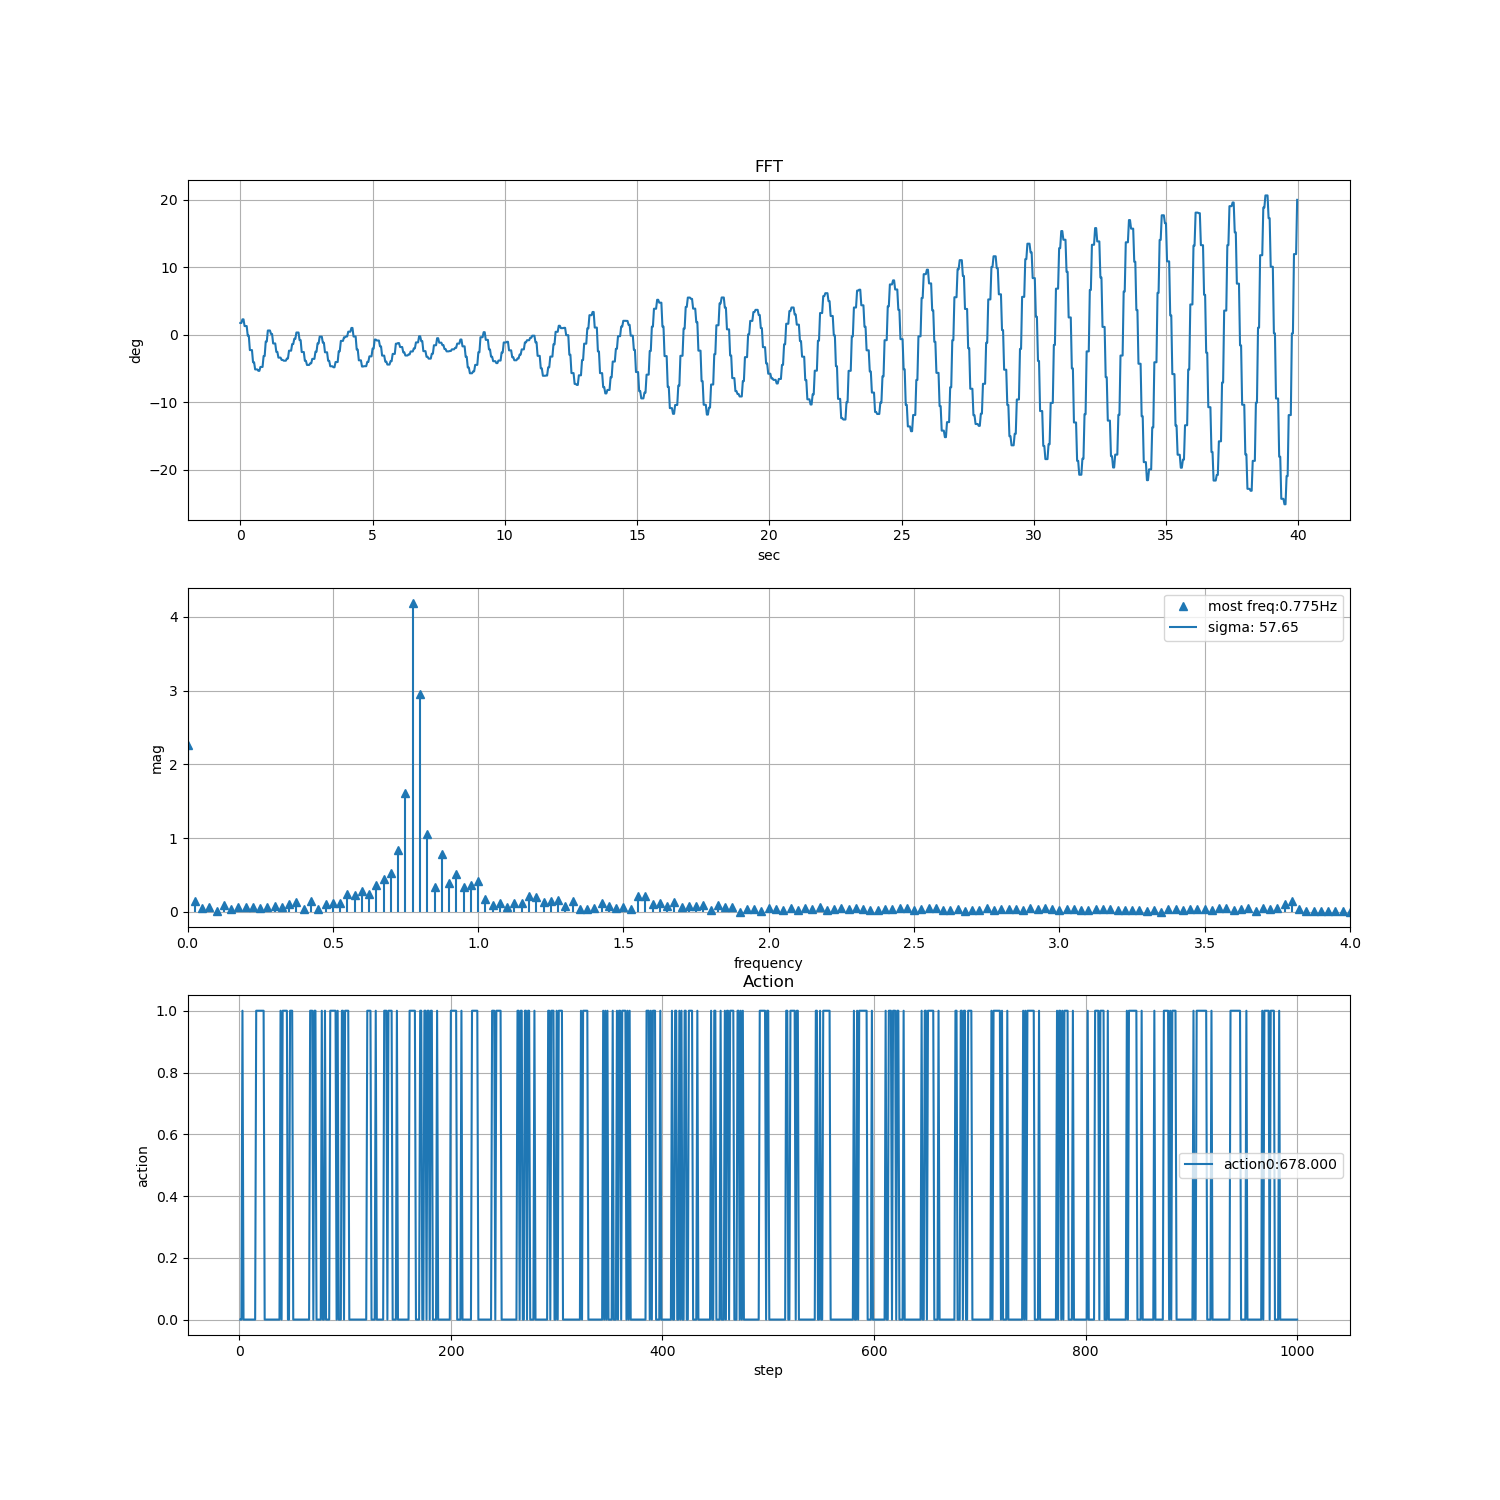 FFT
20
10
0
−10
−20
deg
0 5 10 15 20 25 30 35 40
sec
4
3
2
1
0
mag
most freq:0.775Hz
sigma: 57.65
0.0 0.5 1.0 1.5 2.0 2.5 3.0 3.5 4.0
frequency
Action
1.0
0.8
0.6
0.4
0.2
0.0
action
action0:678.000
0 200 400 600 800 1000
step